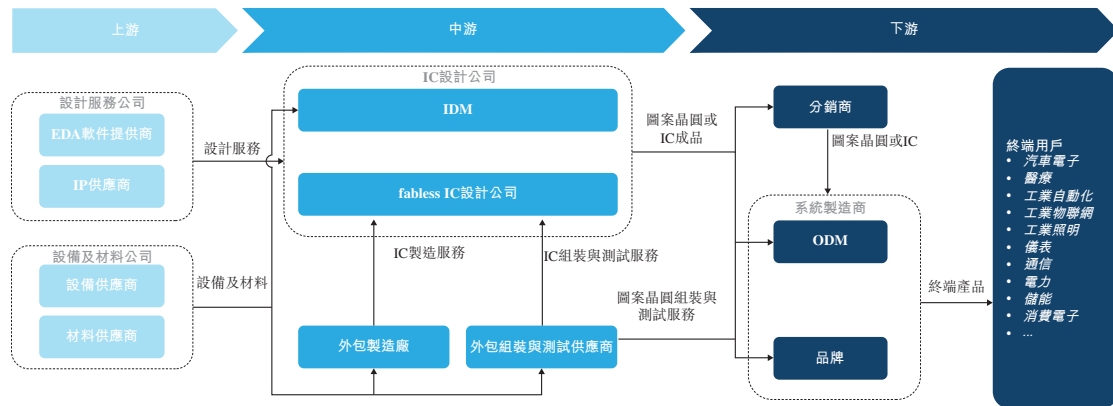 上游
中游
下游
設計服務公司
EDA軟件提供商
IP供應商
設計服務
設備及材料公司
設備供應商
材料供應商
設備及材料
IC設計公司
IDM
fabless IC設計公司
IC製造服務
IC組裝與測試服務
外包製造廠
外包組裝與測試供應商
圖案晶圓或
IC成品
圖案晶圓組裝與
測試服務
分銷商
圖案晶圓或IC
系統製造商
ODM
品牌
終端產品
終端用戶
• 汽車電子
• 醫療
• 工業自動化
• 工業物聯網
• 工業照明
• 儀表
• 通信
• 電力
• 儲能
• 消費電子
• ...